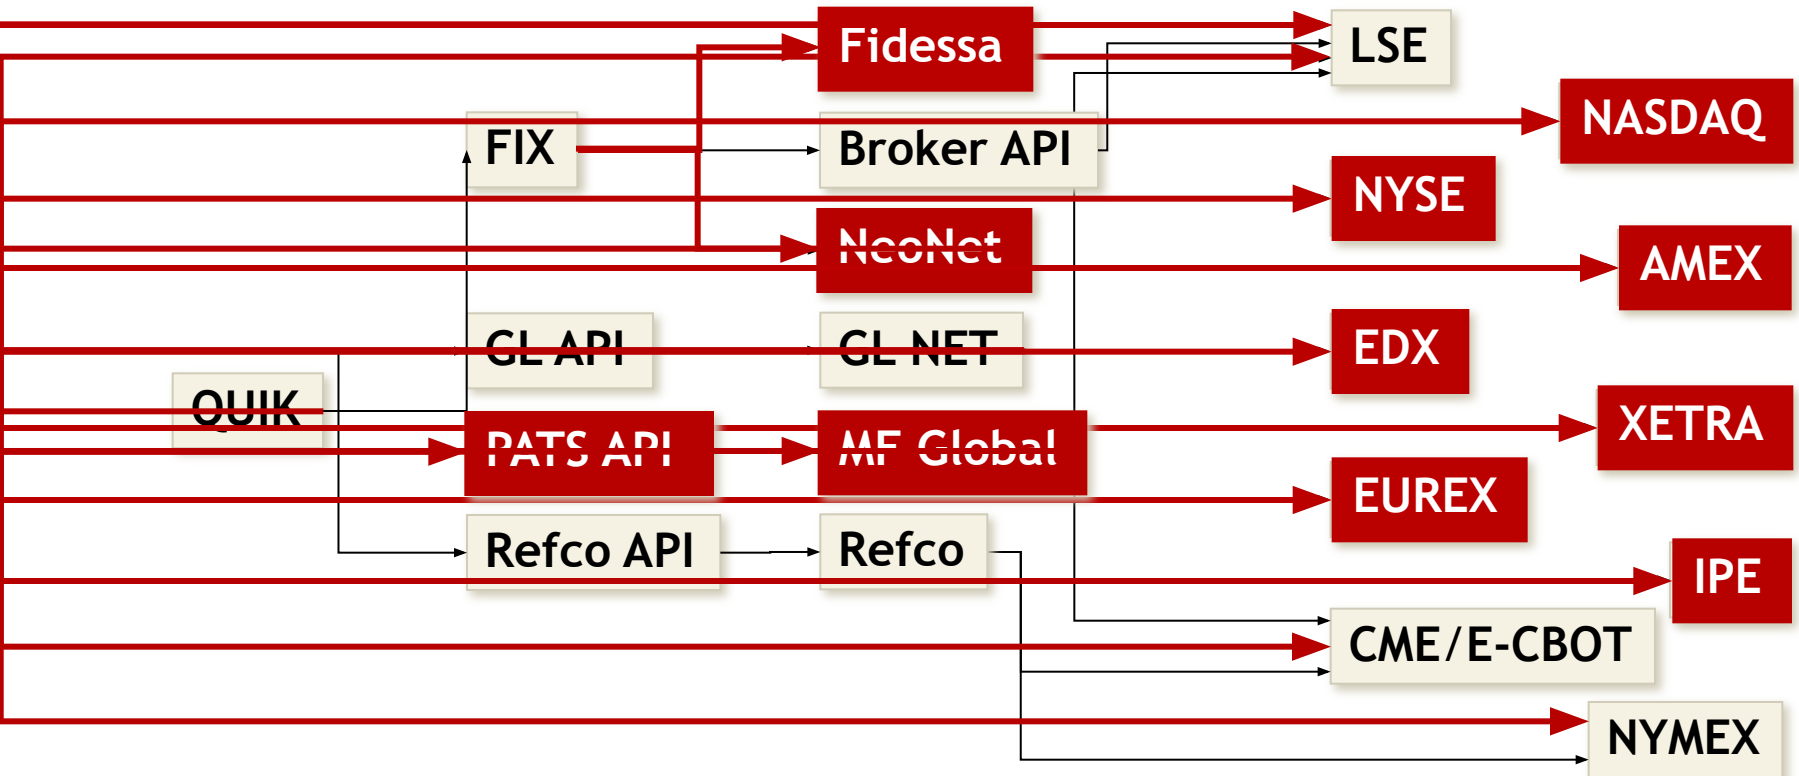 Fidessa
LSE
NASDAQ
FIX
Broker API
NYSE
NeoNet
AMEX
GL API
GL NET
EDX
QUIK
XETRA
PATS API
MF Global
EUREX
Refco API
Refco
IPE
CME/E-CBOT
NYMEX